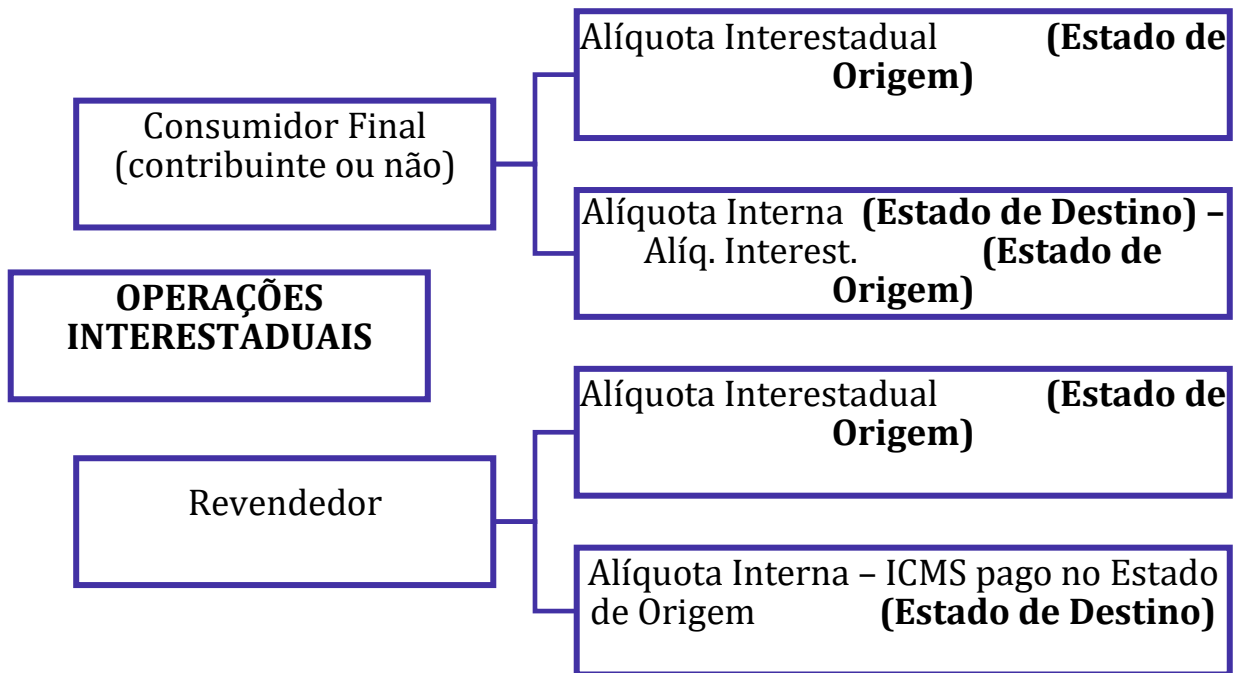 OPERAÇÕES
INTERESTADUAIS
Consumidor Final
(contribuinte ou não)
Alíquota Interestadual (Estado de
Origem)
Alíquota Interna (Estado de Destino) –
Alíq. Interest. (Estado de
Origem)
Revendedor
Alíquota Interestadual (Estado de
Origem)
Alíquota Interna – ICMS pago no Estado
de Origem (Estado de Destino)